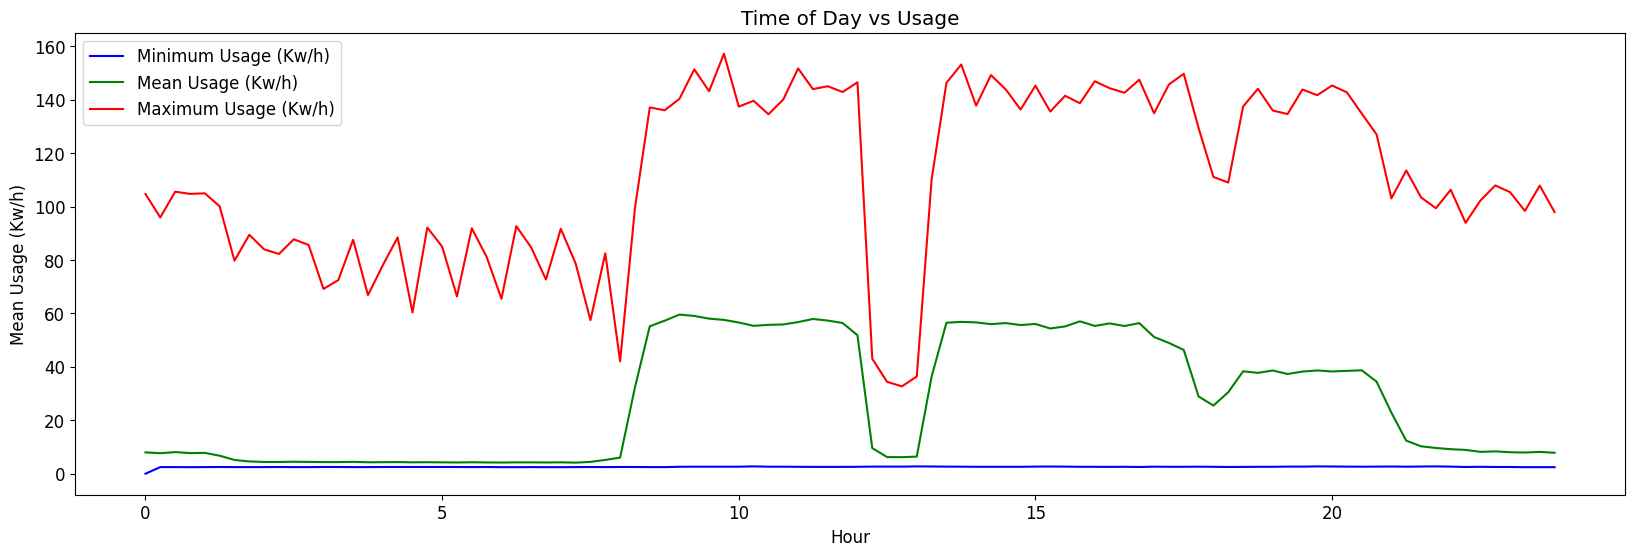 Time of Day vs Usage
Minimum Usage (Kw/h)
Mean Usage (Kw/h)
Maximum Usage (Kw/h)
Mean Usage (Kw/h)
160
140
120
100
80
60
40
20
0
0 5 10 15 20
Hour